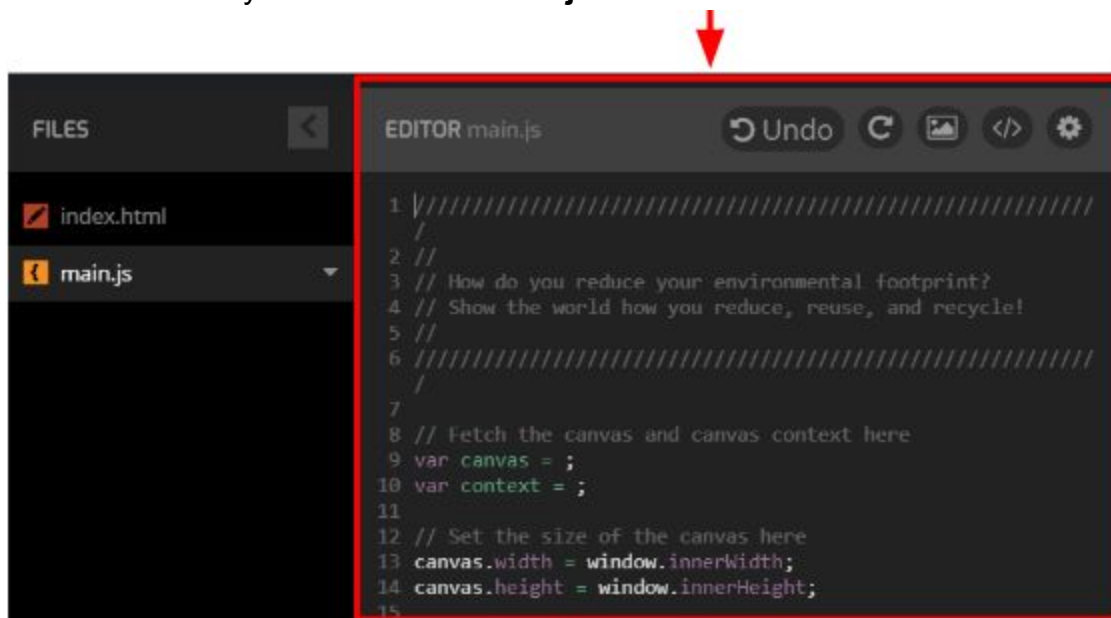 FILES
EDITOR main.js
Undo
</>
index.html
main.js
1 ////////////////////////////////////////////////////////////
/
2 //
3 // How do you reduce your environmental footprint?
4 // Show the world how you reduce, reuse, and recycle!
5 //
6 ////////////////////////////////////////////////////////////
/
7
8 // Fetch the canvas and canvas context here
9 var canvas = ;
10 var context = ;
11
12 // Set the size of the canvas here
13 canvas.width = window.innerWidth;
14 canvas.height = window.innerHeight;
15